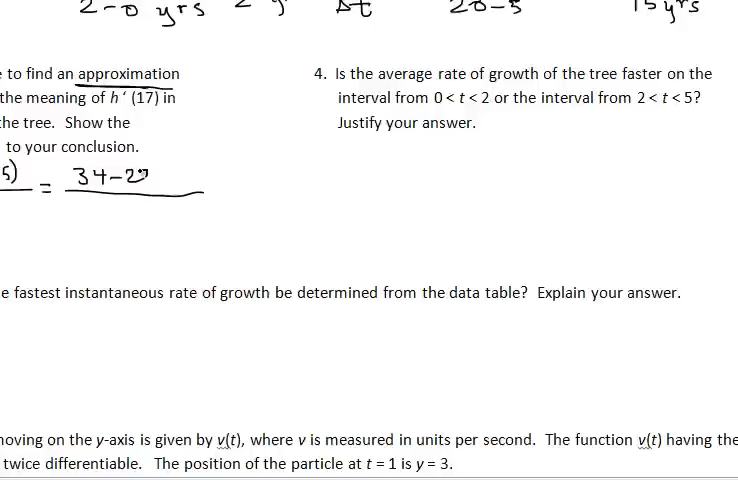 2-0 yrs Δt 20-5 15 yrs
to find an approximation
the meaning of h ' (17) in
the tree. Show the
to your conclusion.
5) = 34-27
4. Is the average rate of growth of the tree faster on the
interval from 0 < t < 2 or the interval from 2 < t < 5?
Justify your answer.
e fastest instantaneous rate of growth be determined from the data table? Explain your answer.
moving on the y-axis is given by v(t), where v is measured in units per second. The function v(t) having the
twice differentiable. The position of the particle at t = 1 is y = 3.